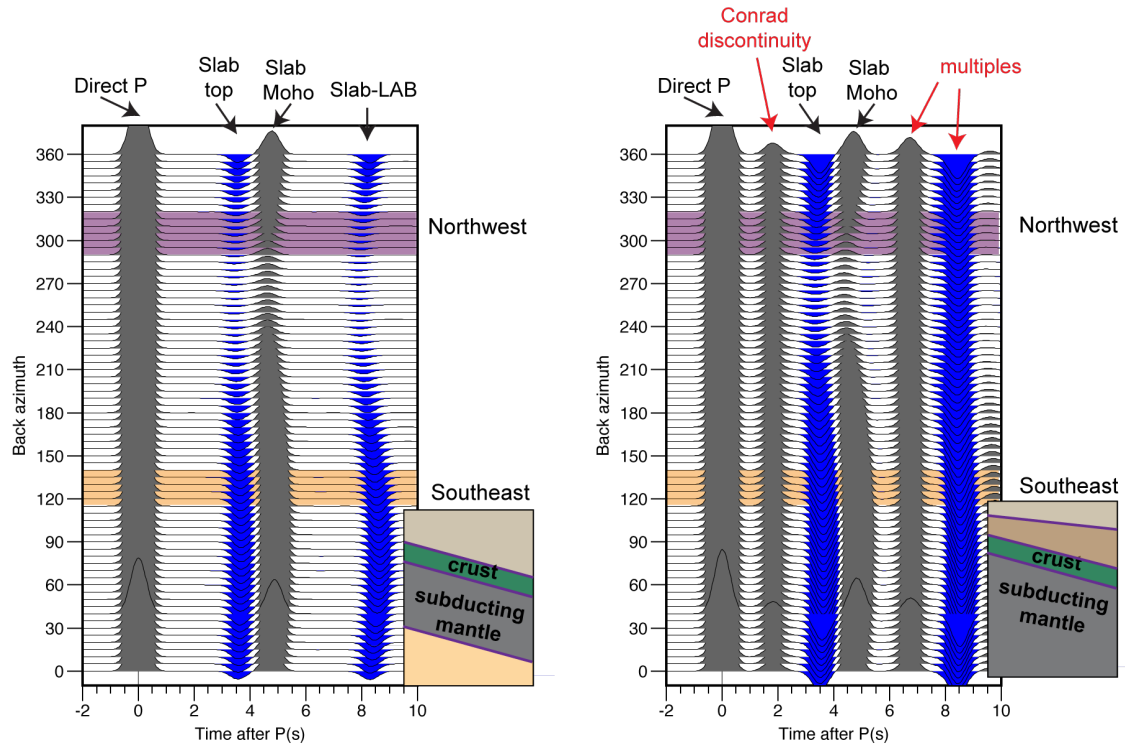 Direct P
Slab
top
Slab
Moho
Slab-LAB
360
330
300
270
240
210
180
150
120
90
60
30
0
Back azimuth
Northwest
Southeast
crust
subducting
mantle
-2 0 2 4 6 8 10
Time after P(s)
Conrad
discontinuity
Direct P
Slab
top
Slab
Moho
multiples
360
330
300
270
240
210
180
150
120
90
60
30
0
Back azimuth
Northwest
Southeast
crust
subducting
mantle
-2 0 2 4 6 8 10
Time after P(s)